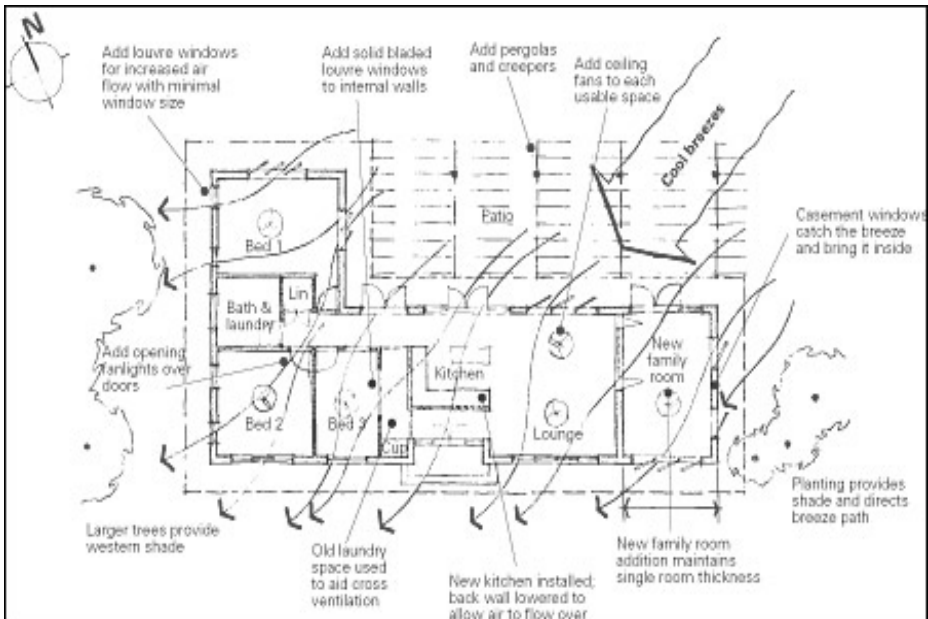 N
Add louvre windows
for increased air
flow with minimal
window size
Add solid bladed
louvre windows
to internal walls
Add pergolas
and creepers
Add ceiling
fans to each
usable space
Cool breezes
Patio
Casement windows
catch the breeze
and bring it inside
Bed 1
Lin
Bath &
laundry
Add opening
fanlights over
doors
Kitchen
New
family
room
Bed 2
Bed 3
Cup
Lounge
Larger trees provide
western shade
Old laundry
space used
to aid cross
ventilation
New kitchen installed;
back wall lowered to
allow air to flow over
New family room
addition maintains
single room thickness
Planting provides
shade and directs
breeze path